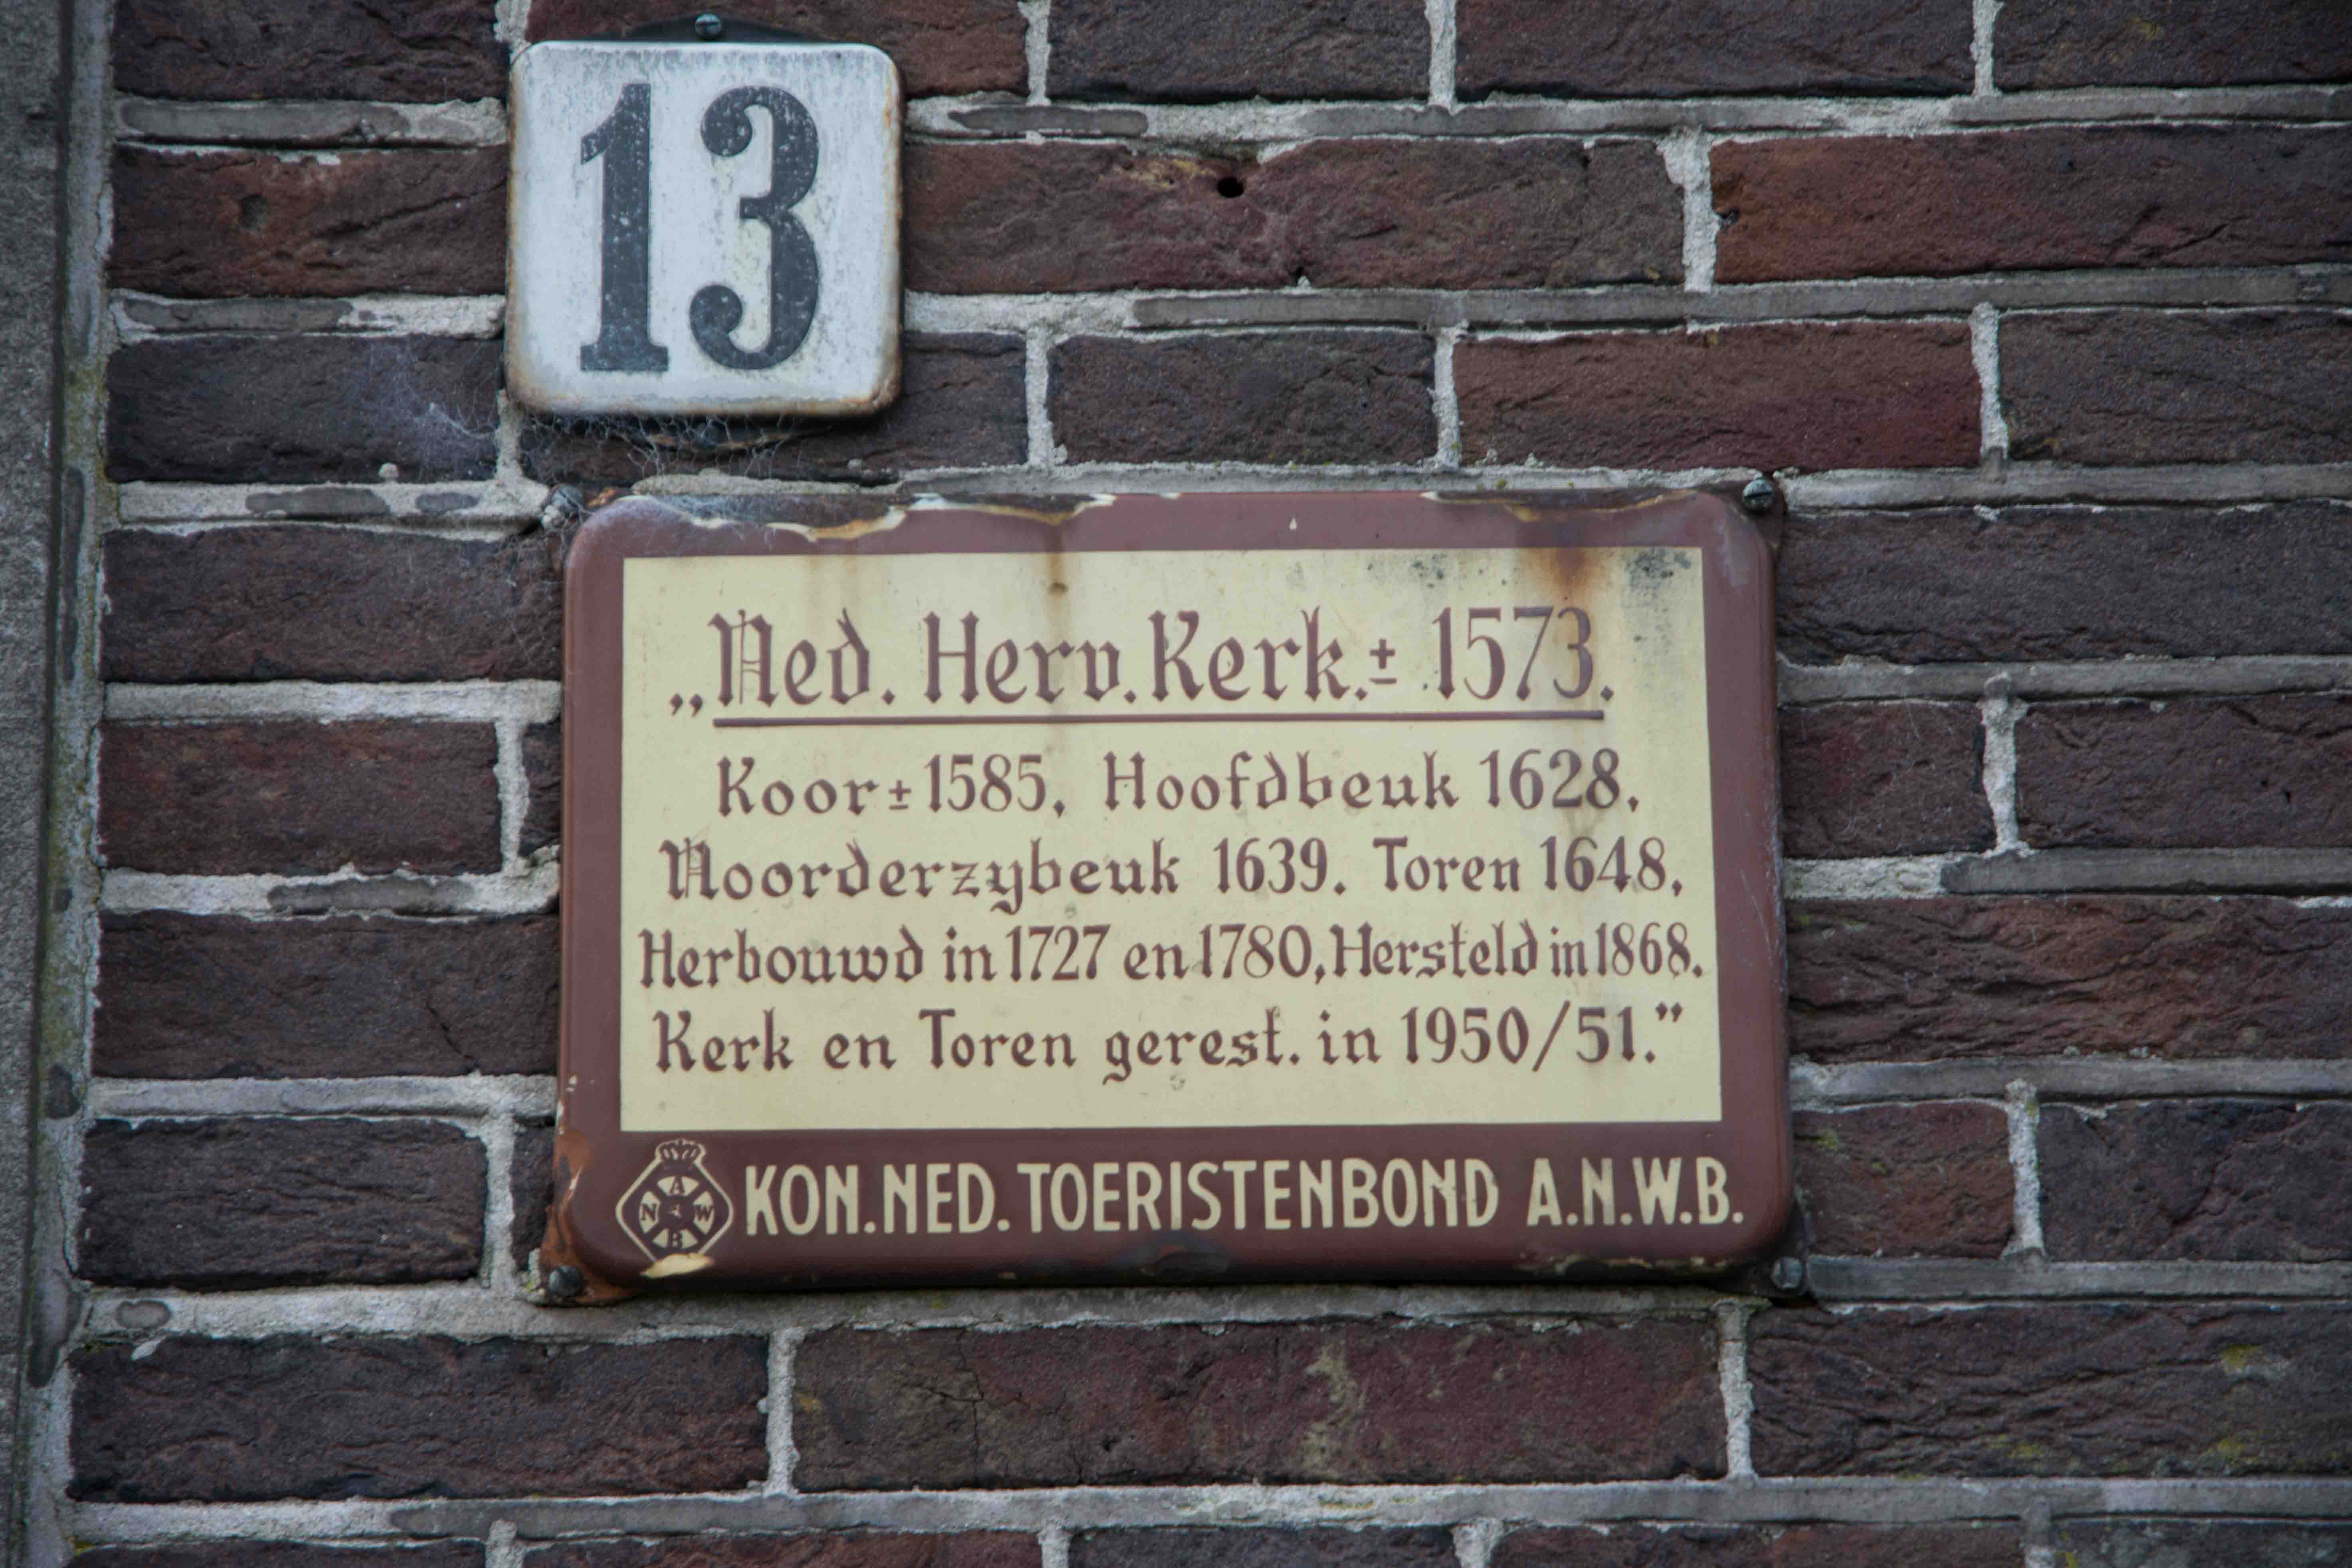 13
„Ned. Herv. Kerk.± 1573.
Koor ± 1585, Hoofdbeuk 1628,
Noorderzybeuk 1639. Toren 1648,
Herbouwd in 1727 en 1780, Hersteld in 1868.
Kerk en Toren gerest. in 1950/51.”
A
N W
B
KON. NED. TOERISTENBOND A.N.W.B.